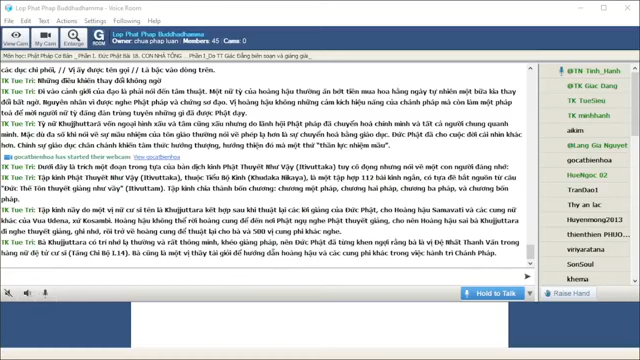 Lop Phat Phap Buddhadhamma - Voice Room
File Edit Text Actions Settings Following Help
View Cam
My Cam
Enlarge
G
ROOM
Lop Phat Phap Buddhadhamma
Owner: chua phap luan : Members: 45 : Cams: 0
Môn học: Phật Pháp Cơ Bản _ PHẦN 1. Đức Phật Bài 18. CON NHÀ TÔNG _ Phần I_Do TT Giác Đẳng biên soạn và giảng giải_
các dục chi phối, // Vị ấy được tên gọi // Là bậc vào dòng trên.
TK Tue Tri: Những điều khiến thay đổi không ngờ
TK Tue Tri: Đi vào cảnh giới của đạo là phải nói đến tâm thuật. Một nữ tỳ của hoàng hậu thường ăn bớt tiền mua hoa hằng ngày tự nhiên một bữa kia thay
đổi bất ngờ. Nguyên nhân vì được nghe Phật Pháp và chứng sơ đạo. Vị hoàng hậu không những cảm kích hiệu năng của chánh pháp mà còn làm một pháp
toà để mời người nữ tỳ đăng đàn trùng tuyên những gì đã được Phật dạy.
TK Tue Tri: Tỳ nữ Khujjuttarā vốn ngoại hình xấu và tâm cũng xấu nhưng do lãnh hội Phật Pháp đã chuyển hoá chính mình và tất cả người chung quanh
mình. Mặc dù đa số khi nói về sự mầu nhiệm của tôn giáo thường nói về phép lạ hơn là sự chuyển hoá bằng giáo dục. Đức Phật đã cho cuộc đời cái nhìn khác
hơn. Chính sự cải ác tùng thiện, cải tà quy chánh, từ tâm thức hướng thượng, hướng thiện đó mà một thứ "thần lực nhiệm mầu".
gocatbienhoa has started their webcam View gocatbienhoa
TK Tue Tri: Dưới đây là trích một đoạn trong tựa của bản dịch kinh Phật Thuyết Như Vậy (Itivuttaka) tuy cô đọng nhưng nói về một con người đáng nhớ:
TK Tue Tri: Tập kinh Phật Thuyết Như Vậy (Itivuttaka), thuộc Tiểu Bộ Kinh (Khudaka Nikaya), là một tập hợp 112 bài kinh ngắn, có tựa đề bắt nguồn từ câu
"Đức Thế Tôn thuyết giảng như vậy" (Itivuttam). Tập kinh chia thành bốn chương: chương một pháp, chương hai pháp, chương ba pháp, và chương bốn
pháp.
TK Tue Tri: Tập kinh này do một vị nữ cư sĩ tên là Khujjuttara kết hợp sau khi thuật lại các lời giảng của Đức Phật, cho Hoàng hậu Samavati và các cung nữ
khác của Vua Udena, xứ Kosambi. Hoàng hậu không thể rời hoàng cung để đến nơi Phật ngụ nghe Phật thuyết giảng, cho nên Hoàng hậu sai bà Khujjuttara
đi nghe thuyết giảng, ghi nhớ, rồi trở về hoàng cung để thuật lại cho bà và 500 vị cung phi khác nghe.
TK Tue Tri: Bà Khujjuttara có trí nhớ lạ thường và rất thông minh, khéo giảng pháp, nên Đức Phật đã từng khen ngợi rằng bà là vị Đệ Nhất Thanh Văn trong
hàng nữ đệ tử cư sĩ (Tăng Chi Bộ I.14). Bà cũng là một vị thầy tài giỏi để hướng dẫn hoàng hậu và các cung phi khác trong việc hành trì Chánh Pháp.
@TN Tinh_Hanh
@TK Giac Dang
TK TueSieu
TK minhhanh
aikim
@Lang Gia Nguyet
gocatbienhoa
HueNgoc 02
TranDao1
Thy an lac
Huyenmong2013
thienthien PHUO...
viriyaratana
SonSoul
khema
Hold to Talk
Raise Hand